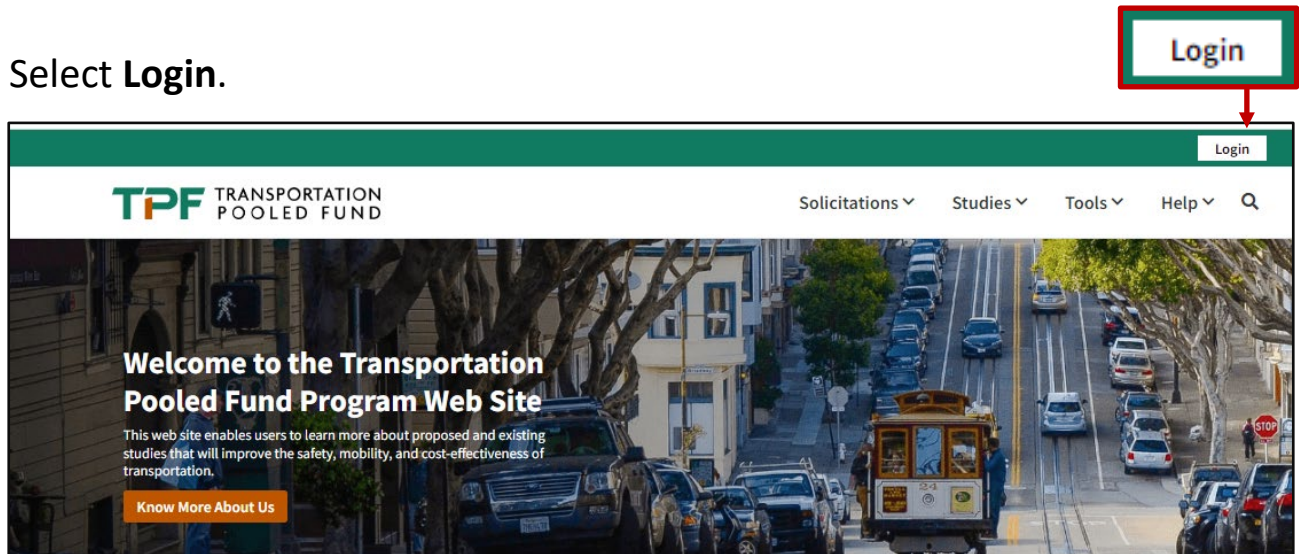 Login
Select Login.
Login
TPF TRANSPORTATION
POOLED FUND
Solicitations Studies Tools Help
Welcome to the Transportation
Pooled Fund Program Web Site
This web site enables users to learn more about proposed and existing
studies that will improve the safety, mobility, and cost-effectiveness of
transportation.
Know More About Us
24
STOP